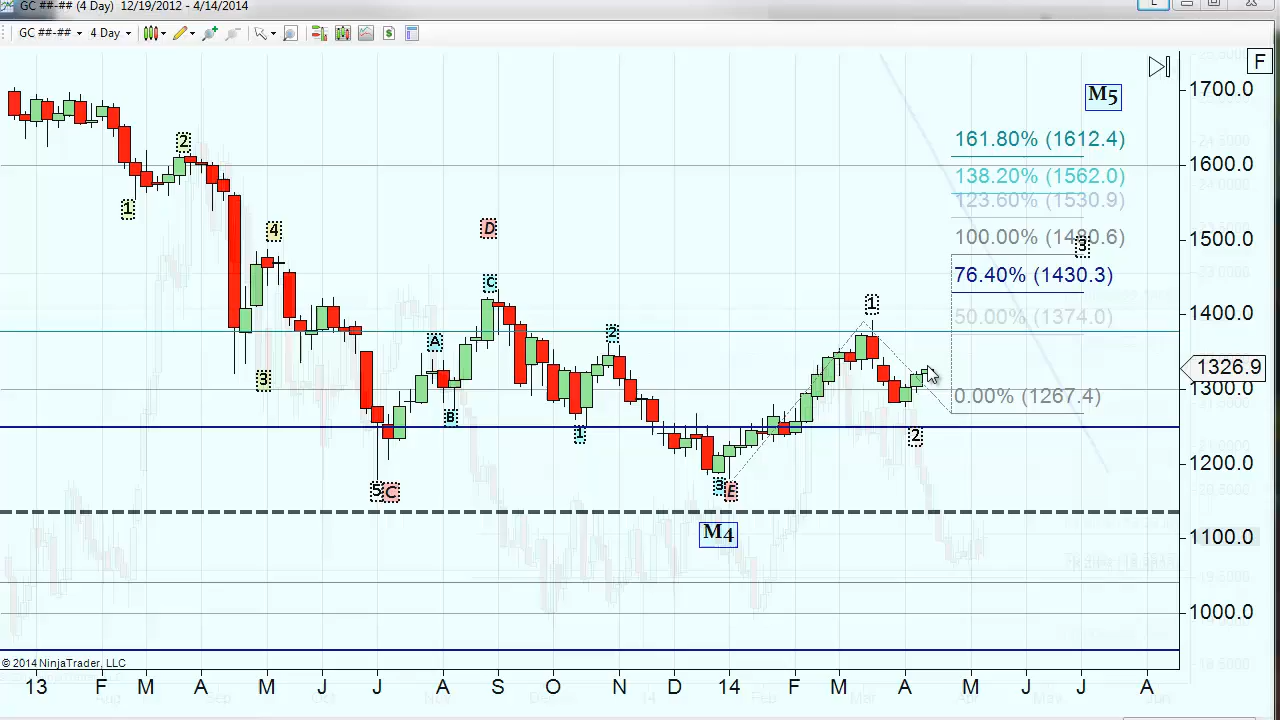 GC ##-## (4 Day) 12/19/2012 - 4/14/2014
GC ##-## 4 Day
F
M5
1700.0
161.80% (1612.4)
2
1600.0
138.20% (1562.0)
123.60% (1530.9)
1
4
D
100.00% (1480.6)
3
1500.0
76.40% (1430.3)
C
1
50.00% (1374.0)
1400.0
A
2
1326.9
3
0.00% (1267.4)
1300.0
B
1
2
1200.0
5 C
3 E
M4
1100.0
1000.0
© 2014 NinjaTrader, LLC
13 F M A M J J A S O N D 14 F M A M J J A